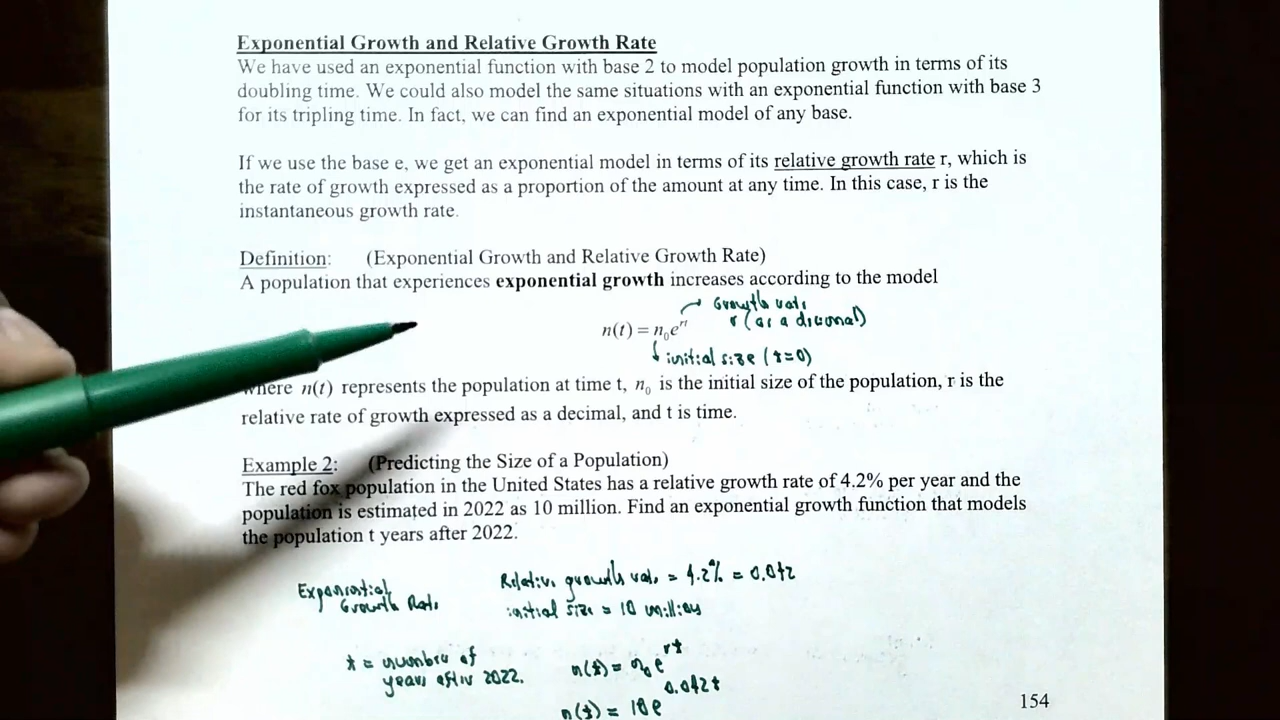 Exponential Growth and Relative Growth Rate
We have used an exponential function with base 2 to model population growth in terms of its
doubling time. We could also model the same situations with an exponential function with base 3
for its tripling time. In fact, we can find an exponential model of any base.
If we use the base e, we get an exponential model in terms of its relative growth rate r, which is
the rate of growth expressed as a proportion of the amount at any time. In this case, r is the
instantaneous growth rate.
Definition: (Exponential Growth and Relative Growth Rate)
A population that experiences exponential growth increases according to the model
Growth rate
r (as a decimal)
n(t) = n₀e^{rt}
initial size (t=0)
where n(t) represents the population at time t, n₀ is the initial size of the population, r is the
relative rate of growth expressed as a decimal, and t is time.
Example 2: (Predicting the Size of a Population)
The red fox population in the United States has a relative growth rate of 4.2% per year and the
population is estimated in 2022 as 10 million. Find an exponential growth function that models
the population t years after 2022.
Exponential
Growth Rate
Relative growth rate = 4.2% = 0.042
initial size = 10 million
t = number of
years after 2022.
n(t) = n₀e^{rt}
n(t) = 10e^{0.042t}
154